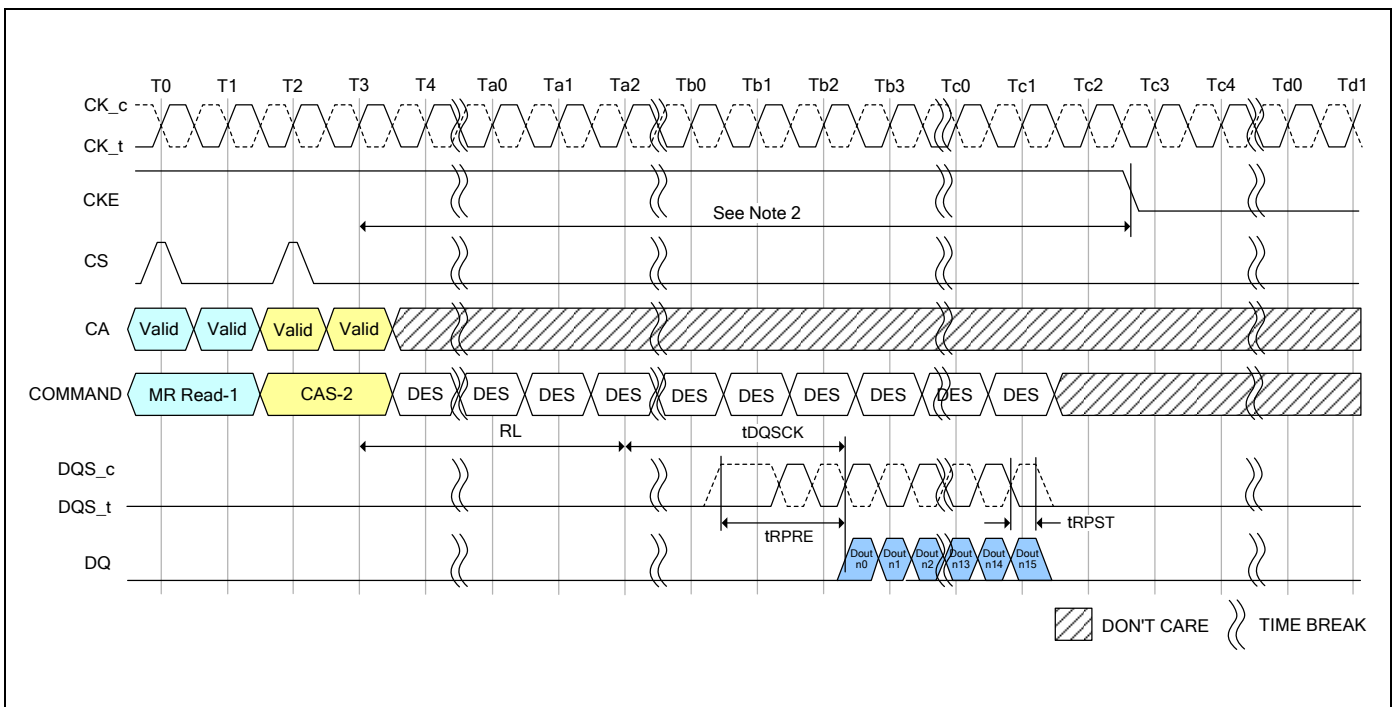 T0 T1 T2 T3 T4 Ta0 Ta1 Ta2 Tb0 Tb1 Tb2 Tb3 Tc0 Tc1 Tc2 Tc3 Tc4 Td0 Td1
CK_c
CK_t
CKE
See Note 2
CS
CA Valid Valid Valid Valid
COMMAND MR Read-1 CAS-2 DES DES DES DES DES DES DES DES DES DES
RL tDQSCK
DQS_c
DQS_t
tRPRE tRPST
DQ Dout n0 Dout n1 Dout n2 Dout n13 Dout n14 Dout n15
DON'T CARE TIME BREAK